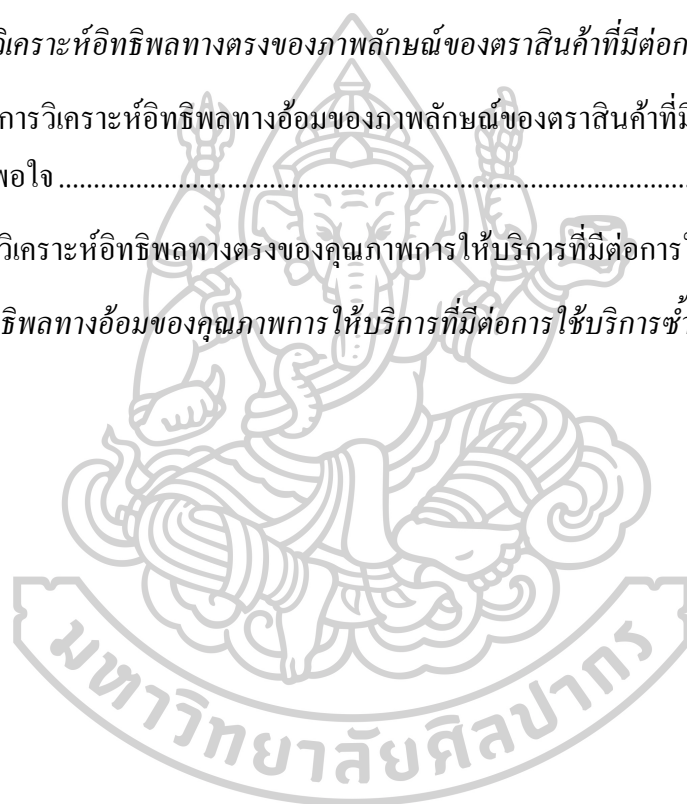 วิเคราะห์อิทธิพลทางตรงของภาพลักษณ์ของตราสินค้าที่มีต่อ
การวิเคราะห์อิทธิพลทางอ้อมของภาพลักษณ์ของตราสินค้าที่
พอใจ ................................................................................................
วิเคราะห์อิทธิพลทางตรงของคุณภาพการให้บริการที่มีต่อการ
ธิพลทางอ้อมของคุณภาพการให้บริการที่มีต่อการใช้บริการซ้ำ
มหาวิทยาลัยศิลปากร